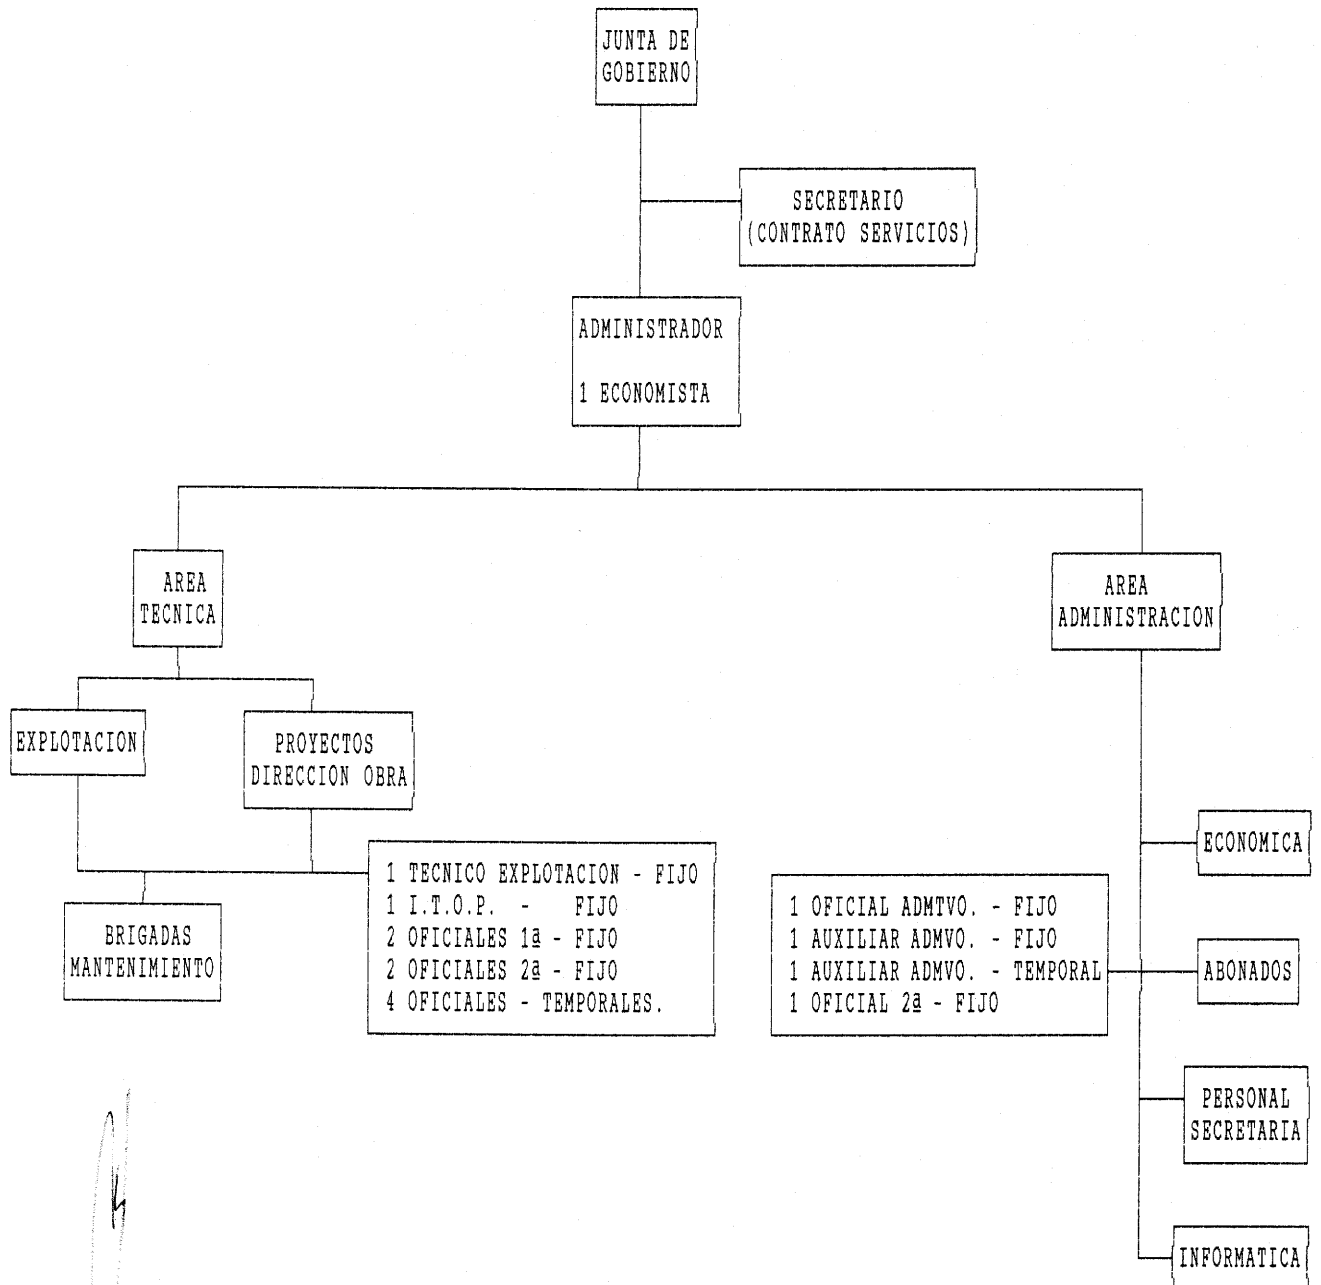 JUNTA DE
GOBIERNO
SECRETARIO
(CONTRATO SERVICIOS)
ADMINISTRADOR
1 ECONOMISTA
AREA
TECNICA
AREA
ADMINISTRACION
EXPLOTACION
PROYECTOS
DIRECCION OBRA
BRIGADAS
MANTENIMIENTO
1 TECNICO EXPLOTACION - FIJO
1 I.T.O.P. - FIJO
2 OFICIALES 1ª - FIJO
2 OFICIALES 2ª - FIJO
4 OFICIALES - TEMPORALES.
1 OFICIAL ADMTVO. - FIJO
1 AUXILIAR ADMVO. - FIJO
1 AUXILIAR ADMVO. - TEMPORAL
1 OFICIAL 2ª - FIJO
ECONOMICA
ABONADOS
PERSONAL
SECRETARIA
INFORMATICA